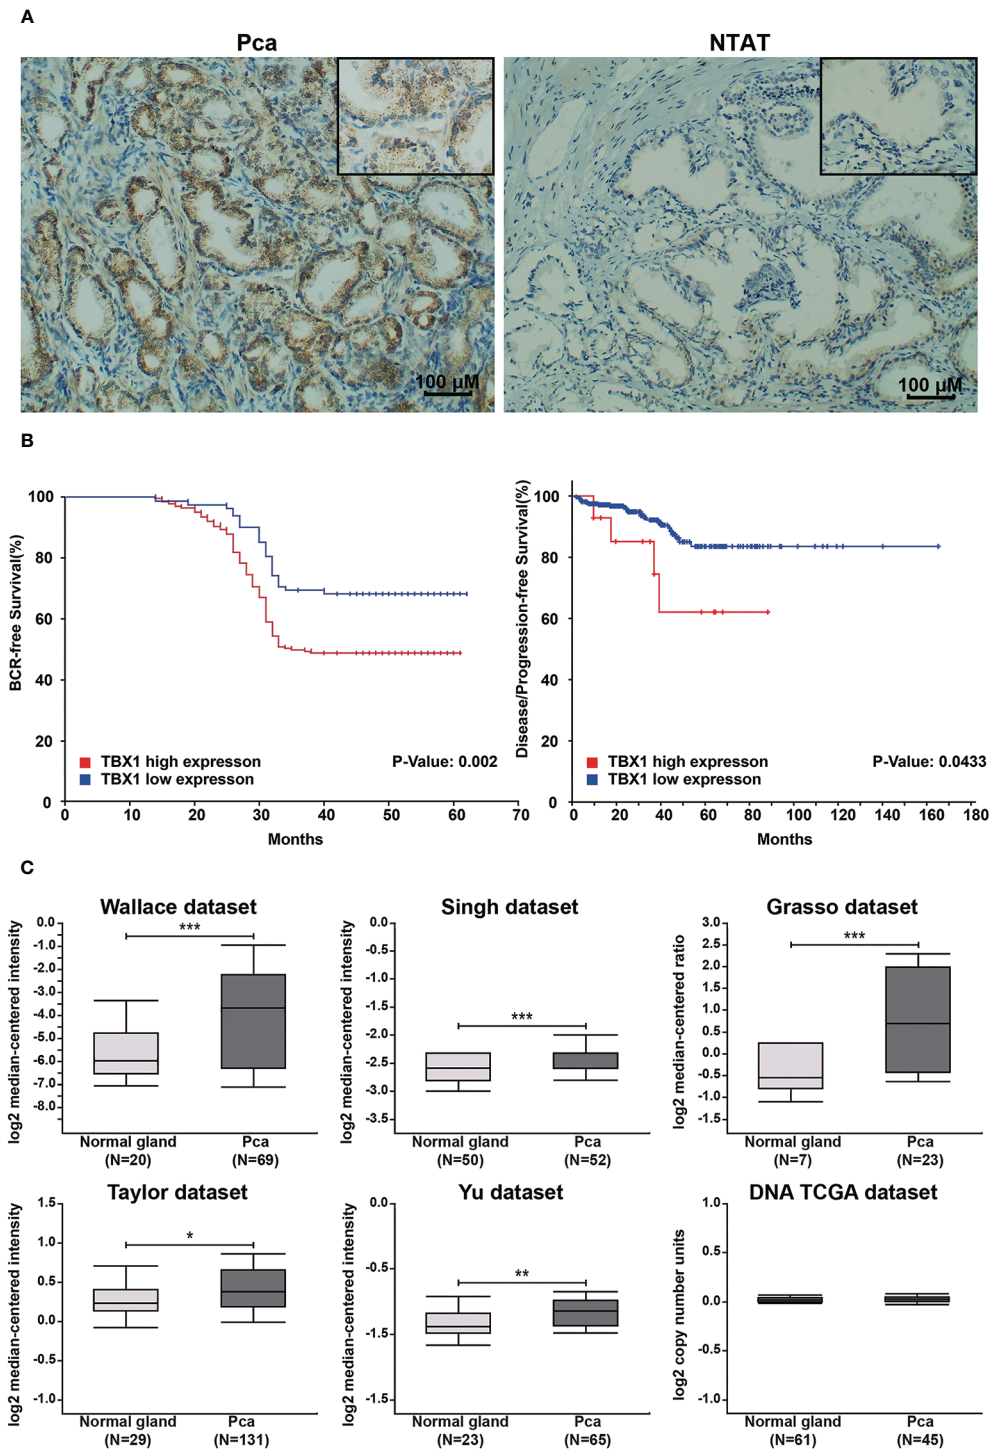 A
Pca
NTAT
100 µM
100 µM
B
BCR-free Survival(%)
100
80
60
40
20
0
TBX1 high expresson
TBX1 low expresson
P-Value: 0.002
0 10 20 30 40 50 60 70
Months
Disease/Progression-free Survival(%)
100
80
60
40
20
0
TBX1 high expresson
TBX1 low expresson
P-Value: 0.0433
0 20 40 60 80 100 120 140 160 180
Months
C
Wallace dataset
log2 median-centered intensity
0.0
-1.0
-2.0
-3.0
-4.0
-5.0
-6.0
-7.0
-8.0
***
Normal gland Pca
(N=20) (N=69)
Singh dataset
log2 median-centered intensity
0.0
-0.5
-1.0
-1.5
-2.0
-2.5
-3.0
-3.5
***
Normal gland Pca
(N=50) (N=52)
Grasso dataset
log2 median-centered ratio
3.0
2.5
2.0
1.5
1.0
0.5
0.0
-0.5
-1.0
-1.5
***
Normal gland Pca
(N=7) (N=23)
Taylor dataset
log2 median-centered intensity
1.5
1.0
0.5
0.0
-0.5
-1.0
*
Normal gland Pca
(N=29) (N=131)
Yu dataset
log2 median-centered intensity
0.0
-0.5
-1.5
-1.5
**
Normal gland Pca
(N=23) (N=65)
DNA TCGA dataset
log2 copy number units
1.0
0.5
0.0
-0.5
-1.0
Normal gland Pca
(N=61) (N=45)